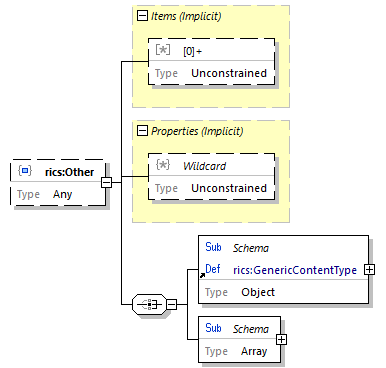 Items (Implicit)
[*] [0]+
Type Unconstrained
Properties (Implicit)
{*} Wildcard
Type Unconstrained
rics:Other
Type Any
Sub Schema
Def rics:GenericContentType
Type Object
Sub Schema
Type Array